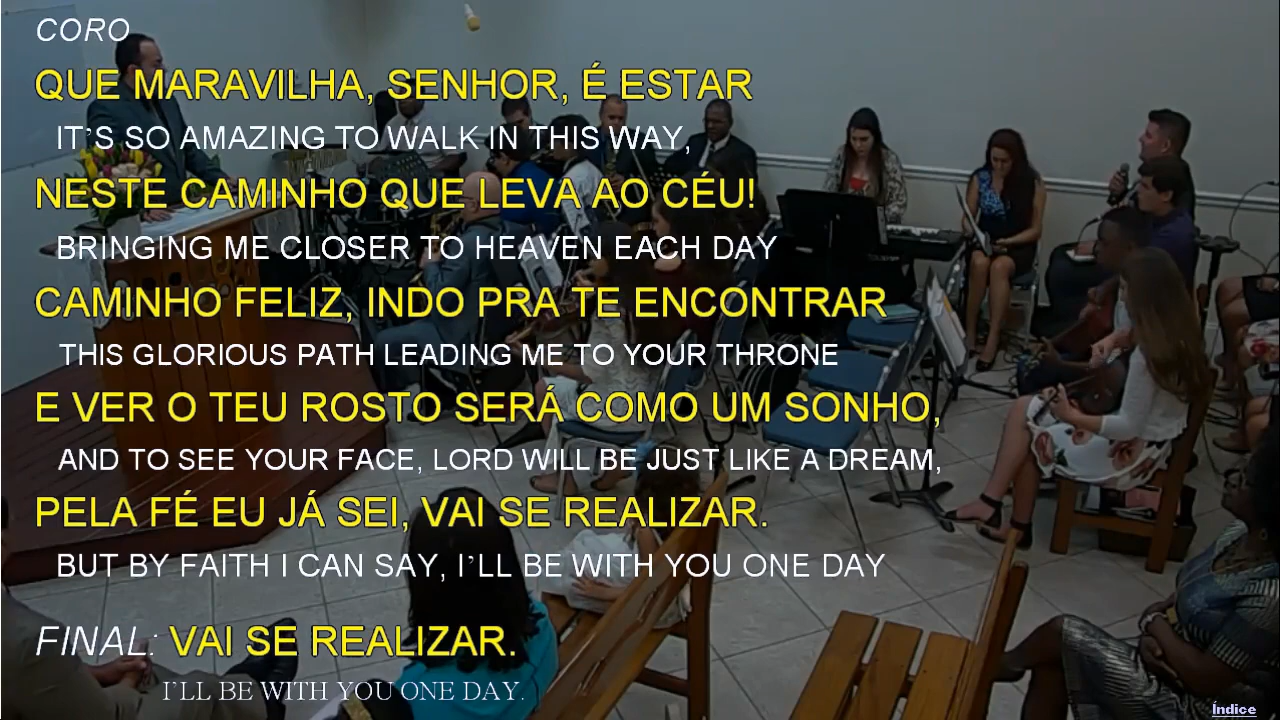 CORO
QUE MARAVILHA, SENHOR, É ESTAR
IT’S SO AMAZING TO WALK IN THIS WAY,
NESTE CAMINHO QUE LEVA AO CÉU!
BRINGING ME CLOSER TO HEAVEN EACH DAY
CAMINHO FELIZ, INDO PRA TE ENCONTRAR
THIS GLORIOUS PATH LEADING ME TO YOUR THRONE
E VER O TEU ROSTO SERÁ COMO UM SONHO,
AND TO SEE YOUR FACE, LORD WILL BE JUST LIKE A DREAM,
PELA FÉ EU JÁ SEI, VAI SE REALIZAR.
BUT BY FAITH I CAN SAY, I’LL BE WITH YOU ONE DAY
FINAL: VAI SE REALIZAR.
I’LL BE WITH YOU ONE DAY.
Índice